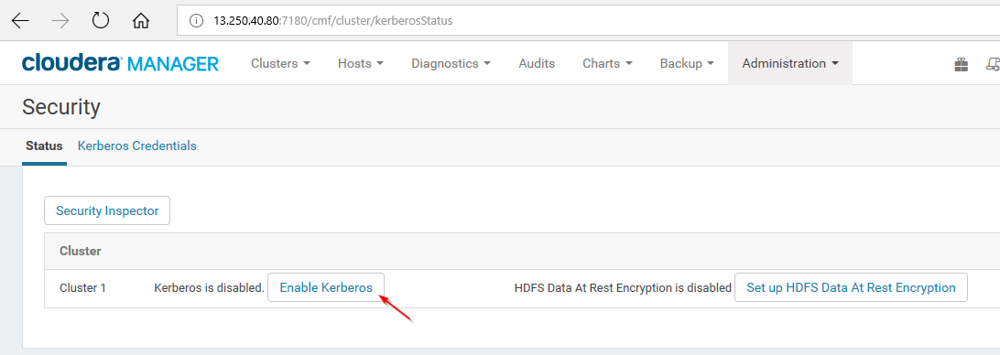 13.250.40.80:7180/cmf/cluster/kerberosStatus
cloudera MANAGER Clusters Hosts Diagnostics Audits Charts Backup Administration
Security
Status Kerberos Credentials
Security Inspector
Cluster
Cluster 1 Kerberos is disabled. Enable Kerberos HDFS Data At Rest Encryption is disabled Set up HDFS Data At Rest Encryption